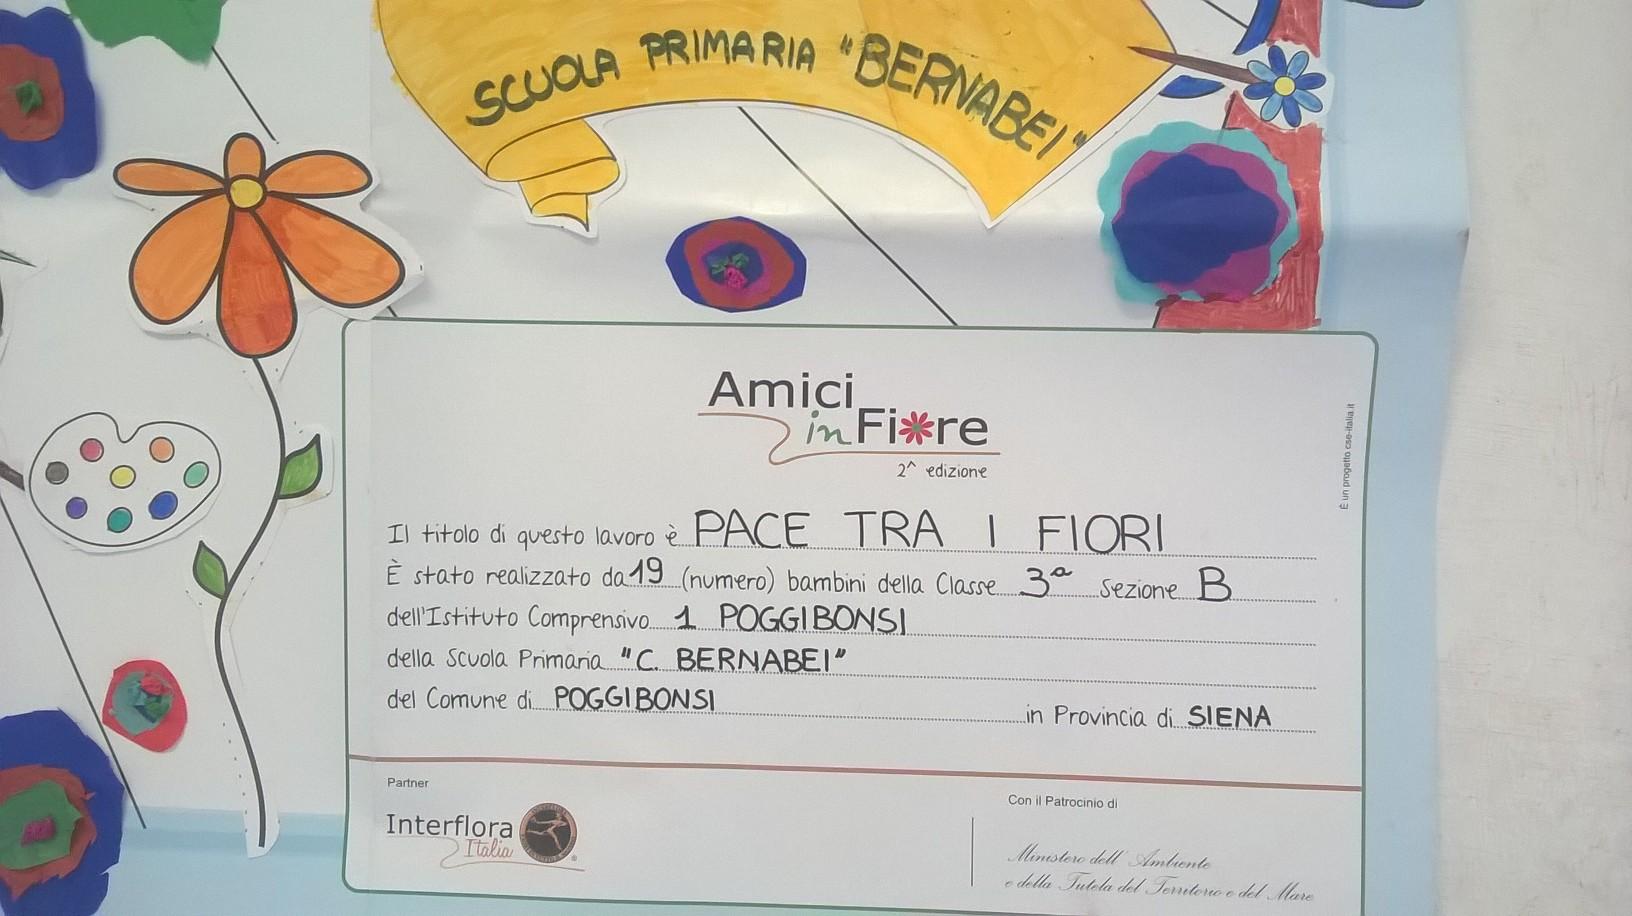 SCUOLA PRIMARIA "BERNABEI"
Amici
in Fiore
2^ edizione
È un progetto cse-italia.it
Il titolo di questo lavoro è PACE TRA I FIORI
È stato realizzato da 19 (numero) bambini della Classe 3ª Sezione B
dell'Istituto Comprensivo 1 POGGIBONSI
della Scuola Primaria "C. BERNABEI"
del Comune di POGGIBONSI in Provincia di SIENA
Partner
Interflora
Italia
®
Con il Patrocinio di
Ministero dell'Ambiente
e della Tutela del Territorio e del Mare